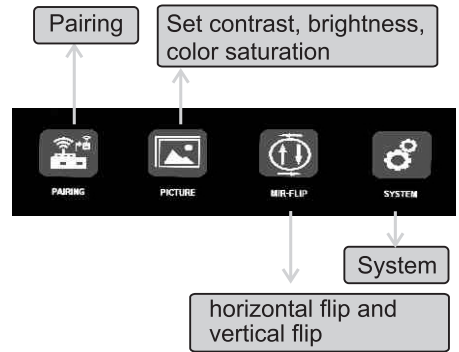 Pairing
Set contrast, brightness,
color saturation
PAIRING
PICTURE
MIR-FLIP
SYSTEM
System
horizontal flip and
vertical flip